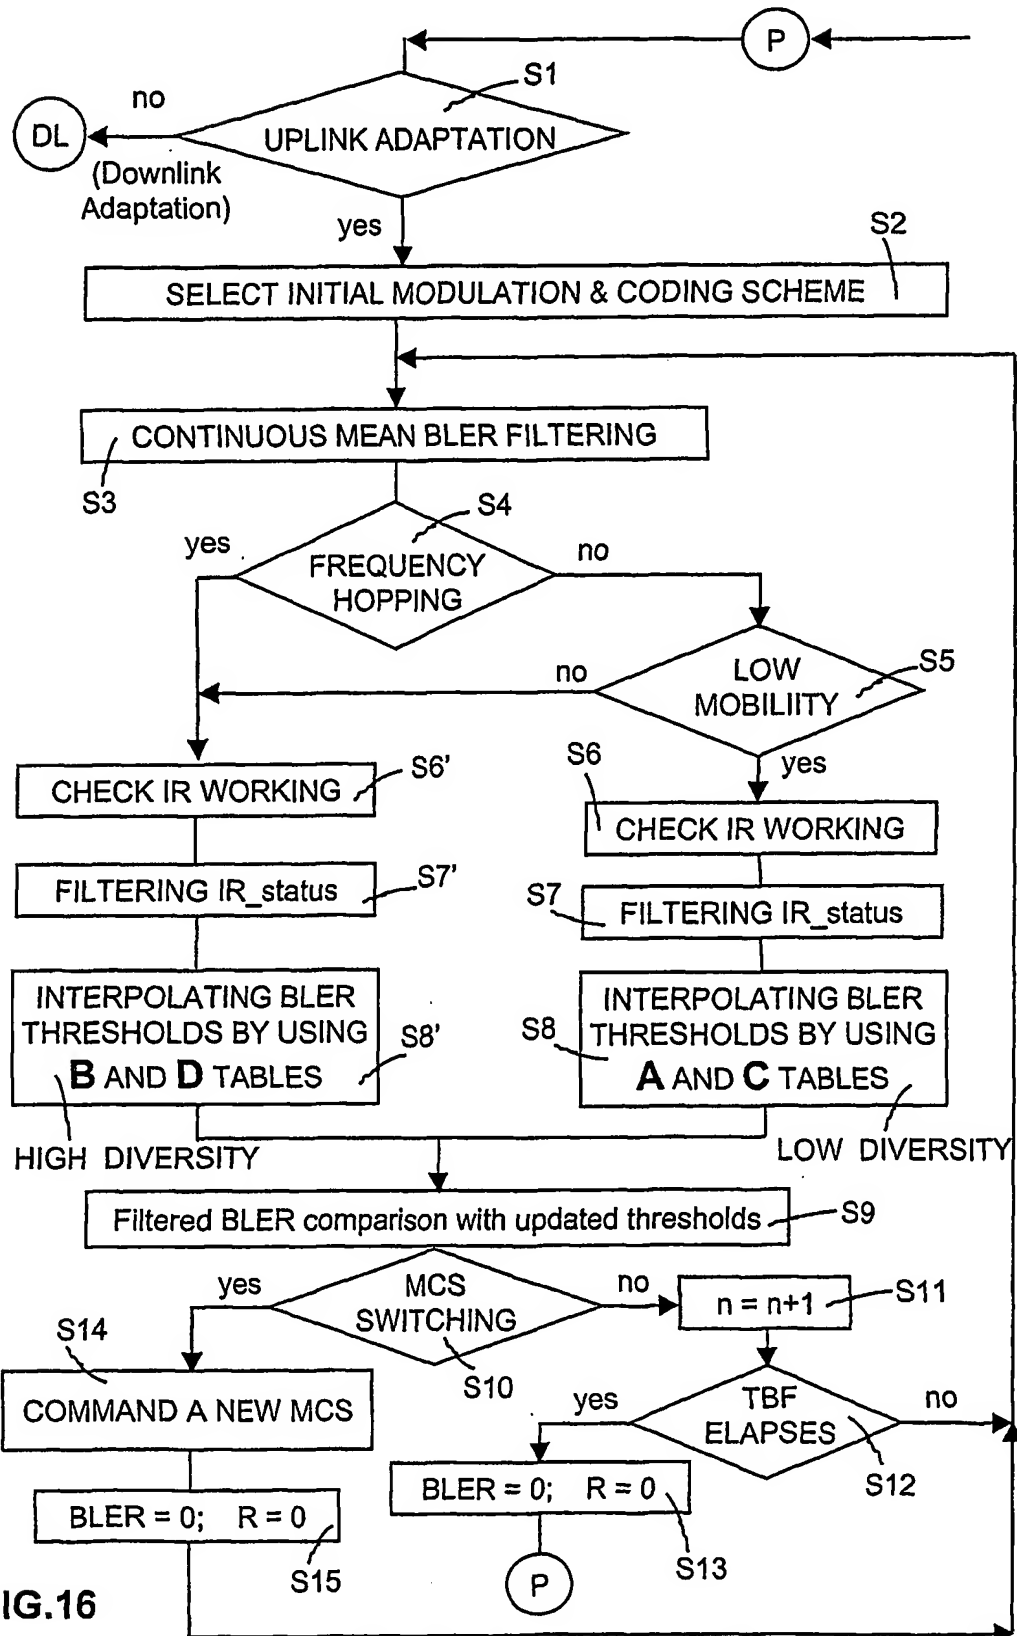 P
S1
no
DL
UPLINK ADAPTATION
(Downlink
Adaptation)
yes
S2
SELECT INITIAL MODULATION & CODING SCHEME
CONTINUOUS MEAN BLER FILTERING
S3
S4
yes
no
FREQUENCY
HOPPING
no
LOW
MOBILIITY
S5
S6'
S6
yes
CHECK IR WORKING
CHECK IR WORKING
FILTERING IR_status
S7'
S7
FILTERING IR_status
INTERPOLATING BLER
THRESHOLDS BY USING
B AND D TABLES
S8'
S8
INTERPOLATING BLER
THRESHOLDS BY USING
A AND C TABLES
HIGH DIVERSITY
LOW DIVERSITY
Filtered BLER comparison with updated thresholds
S9
yes
MCS
SWITCHING
no
n = n+1
S11
S14
S10
COMMAND A NEW MCS
yes
TBF
ELAPSES
no
S12
BLER = 0; R = 0
BLER = 0; R = 0
S15
S13
P
IG.16